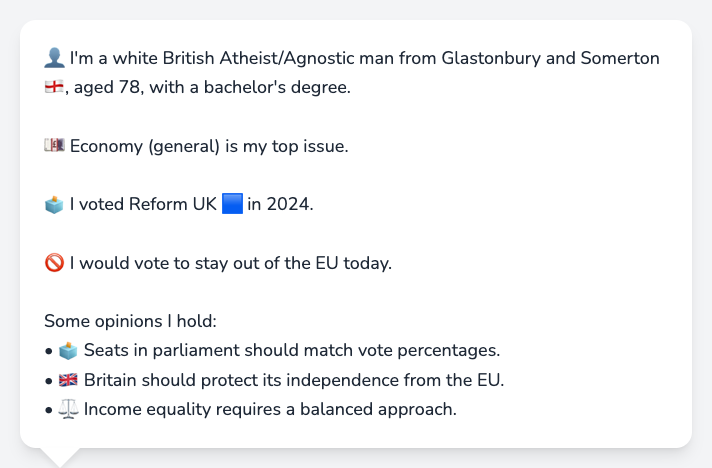 👤 I'm a white British Atheist/Agnostic man from Glastonbury and Somerton
🏴󠁧󠁢󠁥󠁮󠁧󠁿, aged 78, with a bachelor's degree.
💷 Economy (general) is my top issue.
🗳️ I voted Reform UK 🟦 in 2024.
🚫 I would vote to stay out of the EU today.
Some opinions I hold:
• 🗳️ Seats in parliament should match vote percentages.
• 🇬🇧 Britain should protect its independence from the EU.
• ⚖️ Income equality requires a balanced approach.